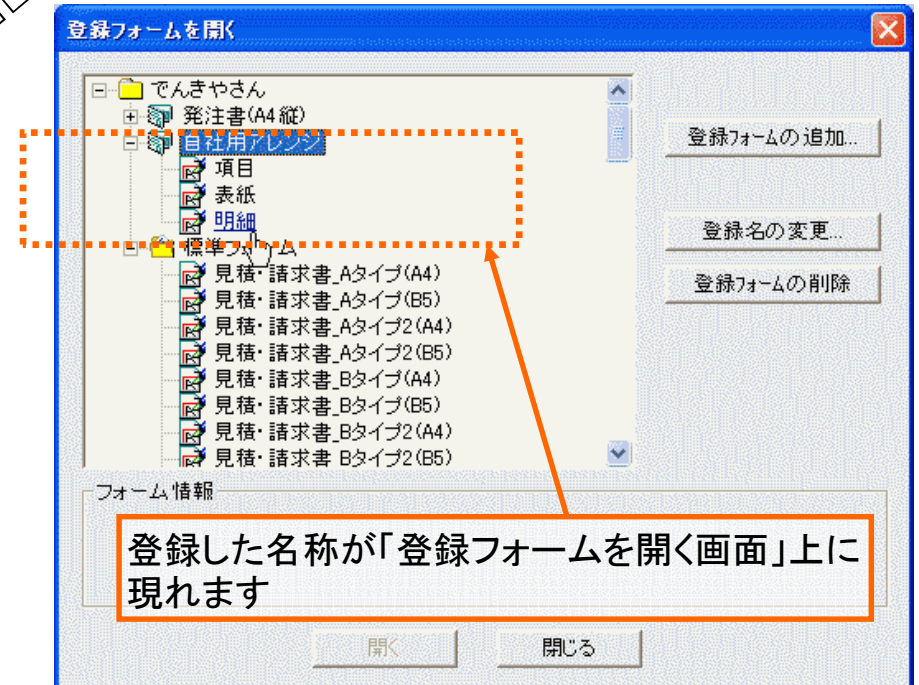 登録フォームを開く
でんきやさん
発注書(A4縦)
自社用アレンジ
項目
表紙
明細
標準フォーム
見積・請求書_Aタイプ(A4)
見積・請求書_Aタイプ(B5)
見積・請求書_Aタイプ2(A4)
見積・請求書_Aタイプ2(B5)
見積・請求書_Bタイプ(A4)
見積・請求書_Bタイプ(B5)
見積・請求書_Bタイプ2(A4)
見積・請求書 Bタイプ2(B5)
登録フォームの追加...
登録名の変更...
登録フォームの削除
フォーム情報
登録した名称が「登録フォームを開く画面」上に
現れます
開く
閉じる